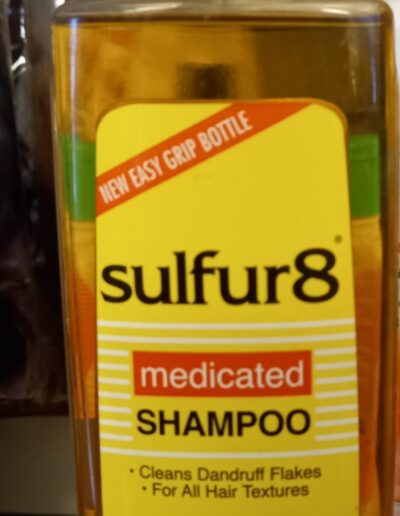 NEW EASY GRIP BOTTLE
sulfur8®
medicated
SHAMPOO
• Cleans Dandruff Flakes
• For All Hair Textures